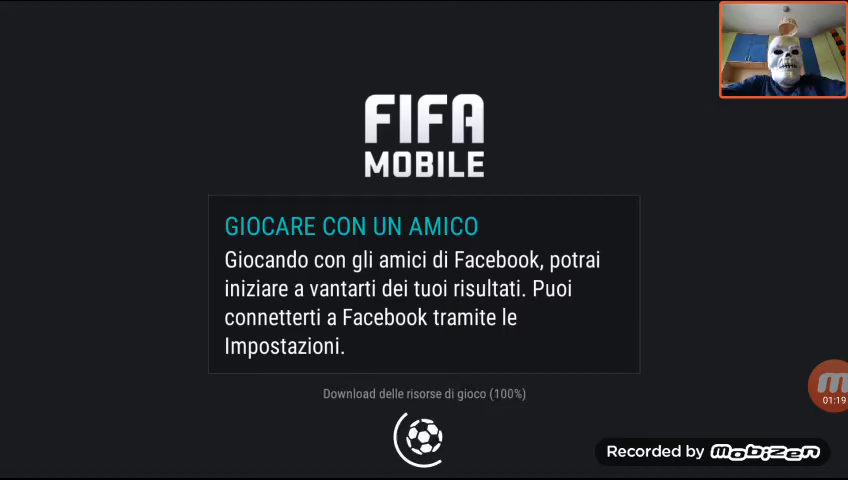 FIFA
MOBILE
GIOCARE CON UN AMICO
Giocando con gli amici di Facebook, potrai
iniziare a vantarti dei tuoi risultati. Puoi
connetterti a Facebook tramite le
Impostazioni.
Download delle risorse di gioco (100%)
01:19
Recorded by mobizen